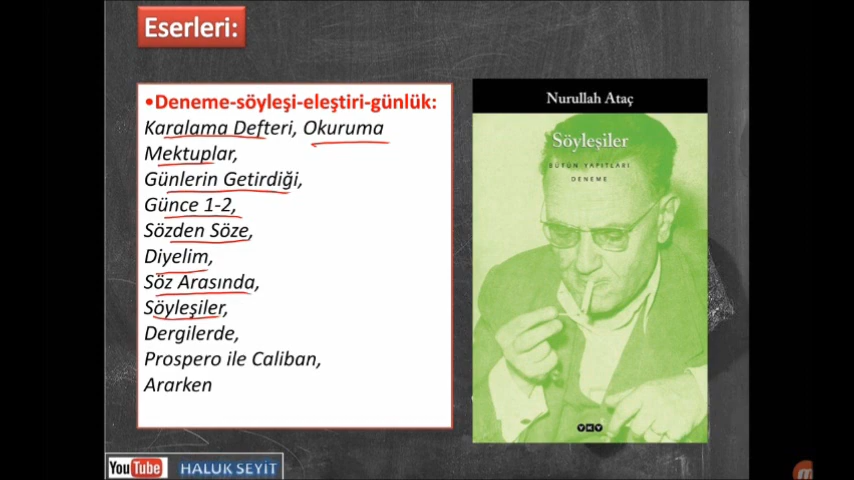 Eserleri:
•Deneme-söyleşi-eleştiri-günlük:
Karalama Defteri, Okuruma
Mektuplar,
Günlerin Getirdiği,
Günce 1-2,
Sözden Söze,
Diyelim,
Söz Arasında,
Söyleşiler,
Dergilerde,
Prospero ile Caliban,
Ararken
Nurullah Ataç
Söyleşiler
BÜTÜN YAPITLARI
DENEME
YKY
YouTube HALUK SEYİT